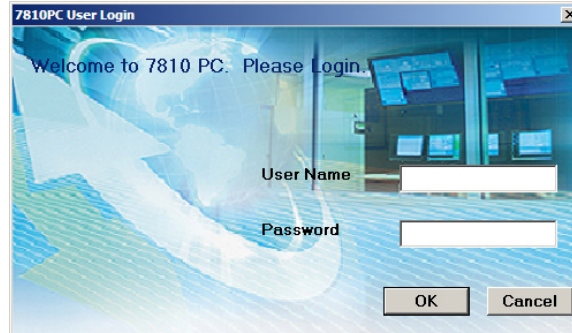 7810PC User Login
Welcome to 7810 PC.  Please Login.
User Name
Password
OK
Cancel